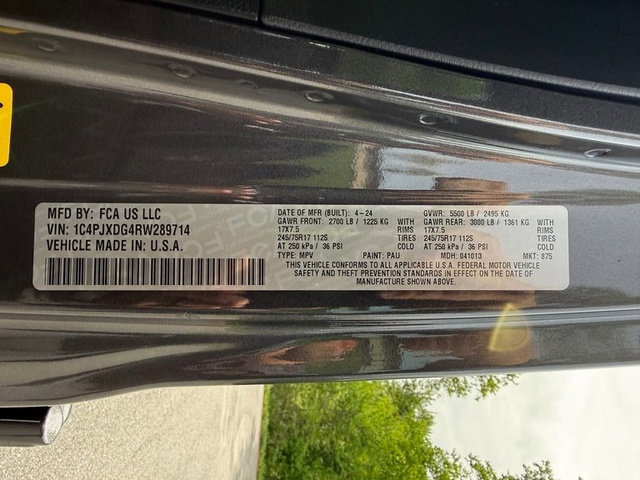 MFD BY: FCA US LLC
VIN: 1C4PJXDG4RW289714
VEHICLE MADE IN U.S.A.
DATE OF MFR (BUILT): 4-24 GVWR: 5500 LB / 2495 KG
GAWR FRONT: 2700 LB / 1225 KG WITH GAWR REAR: 3000 LB / 1361 KG WITH
17X7.5 RIMS 17X7.5 RIMS
245/75R17 112S TIRES 245/75R17 112S TIRES
AT 250 kPa / 36 PSI COLD AT 250 kPa / 36 PSI COLD
TYPE: MPV PAINT: PAU MDH: 041013 MKT: 875
THIS VEHICLE CONFORMS TO ALL APPLICABLE U.S.A. FEDERAL MOTOR VEHICLE
SAFETY AND THEFT PREVENTION STANDARDS IN EFFECT ON THE DATE OF
MANUFACTURE SHOWN ABOVE.